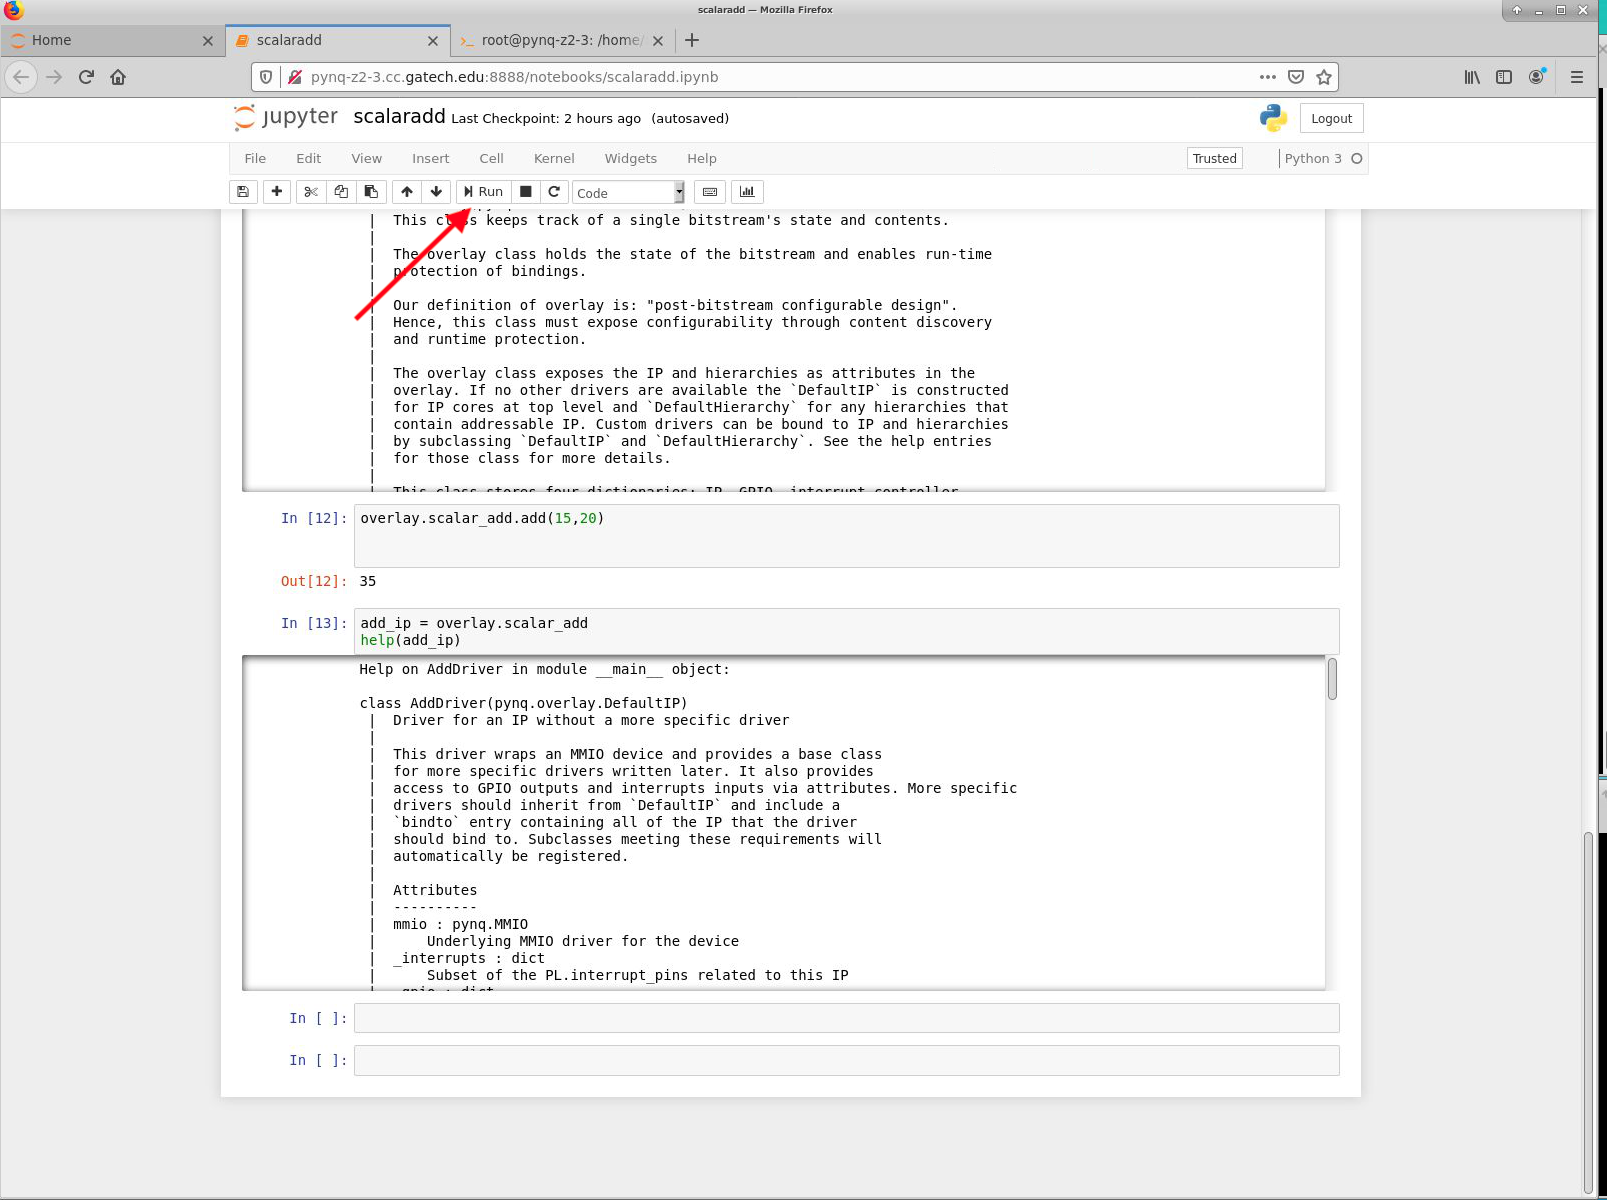 scalaradd — Mozilla Firefox
Home
scalaradd
root@pynq-z2-3: /home/
pynq-z2-3.cc.gatech.edu:8888/notebooks/scalaradd.ipynb
jupyter scalaradd Last Checkpoint: 2 hours ago (autosaved)
Logout
File Edit View Insert Cell Kernel Widgets Help
Trusted
Python 3
Run
Code
| This class keeps track of a single bitstream's state and contents.
|
| The overlay class holds the state of the bitstream and enables run-time
| protection of bindings.
|
| Our definition of overlay is: "post-bitstream configurable design".
| Hence, this class must expose configurability through content discovery
| and runtime protection.
|
| The overlay class exposes the IP and hierarchies as attributes in the
| overlay. If no other drivers are available the `DefaultIP` is constructed
| for IP cores at top level and `DefaultHierarchy` for any hierarchies that
| contain addressable IP. Custom drivers can be bound to IP and hierarchies
| by subclassing `DefaultIP` and `DefaultHierarchy`. See the help entries
| for those class for more details.
|
| This class stores four dictionaries: IP, GPIO, interrupt controller
In [12]: overlay.scalar_add.add(15,20)
Out[12]: 35
In [13]: add_ip = overlay.scalar_add
help(add_ip)
Help on AddDriver in module __main__ object:
class AddDriver(pynq.overlay.DefaultIP)
| Driver for an IP without a more specific driver
|
| This driver wraps an MMIO device and provides a base class
| for more specific drivers written later. It also provides
| access to GPIO outputs and interrupts inputs via attributes. More specific
| drivers should inherit from `DefaultIP` and include a
| `bindto` entry containing all of the IP that the driver
| should bind to. Subclasses meeting these requirements will
| automatically be registered.
|
| Attributes
| ----------
| mmio : pynq.MMIO
| Underlying MMIO driver for the device
| _interrupts : dict
| Subset of the PL.interrupt_pins related to this IP
| _gpio : dict
In [ ]:
In [ ]: